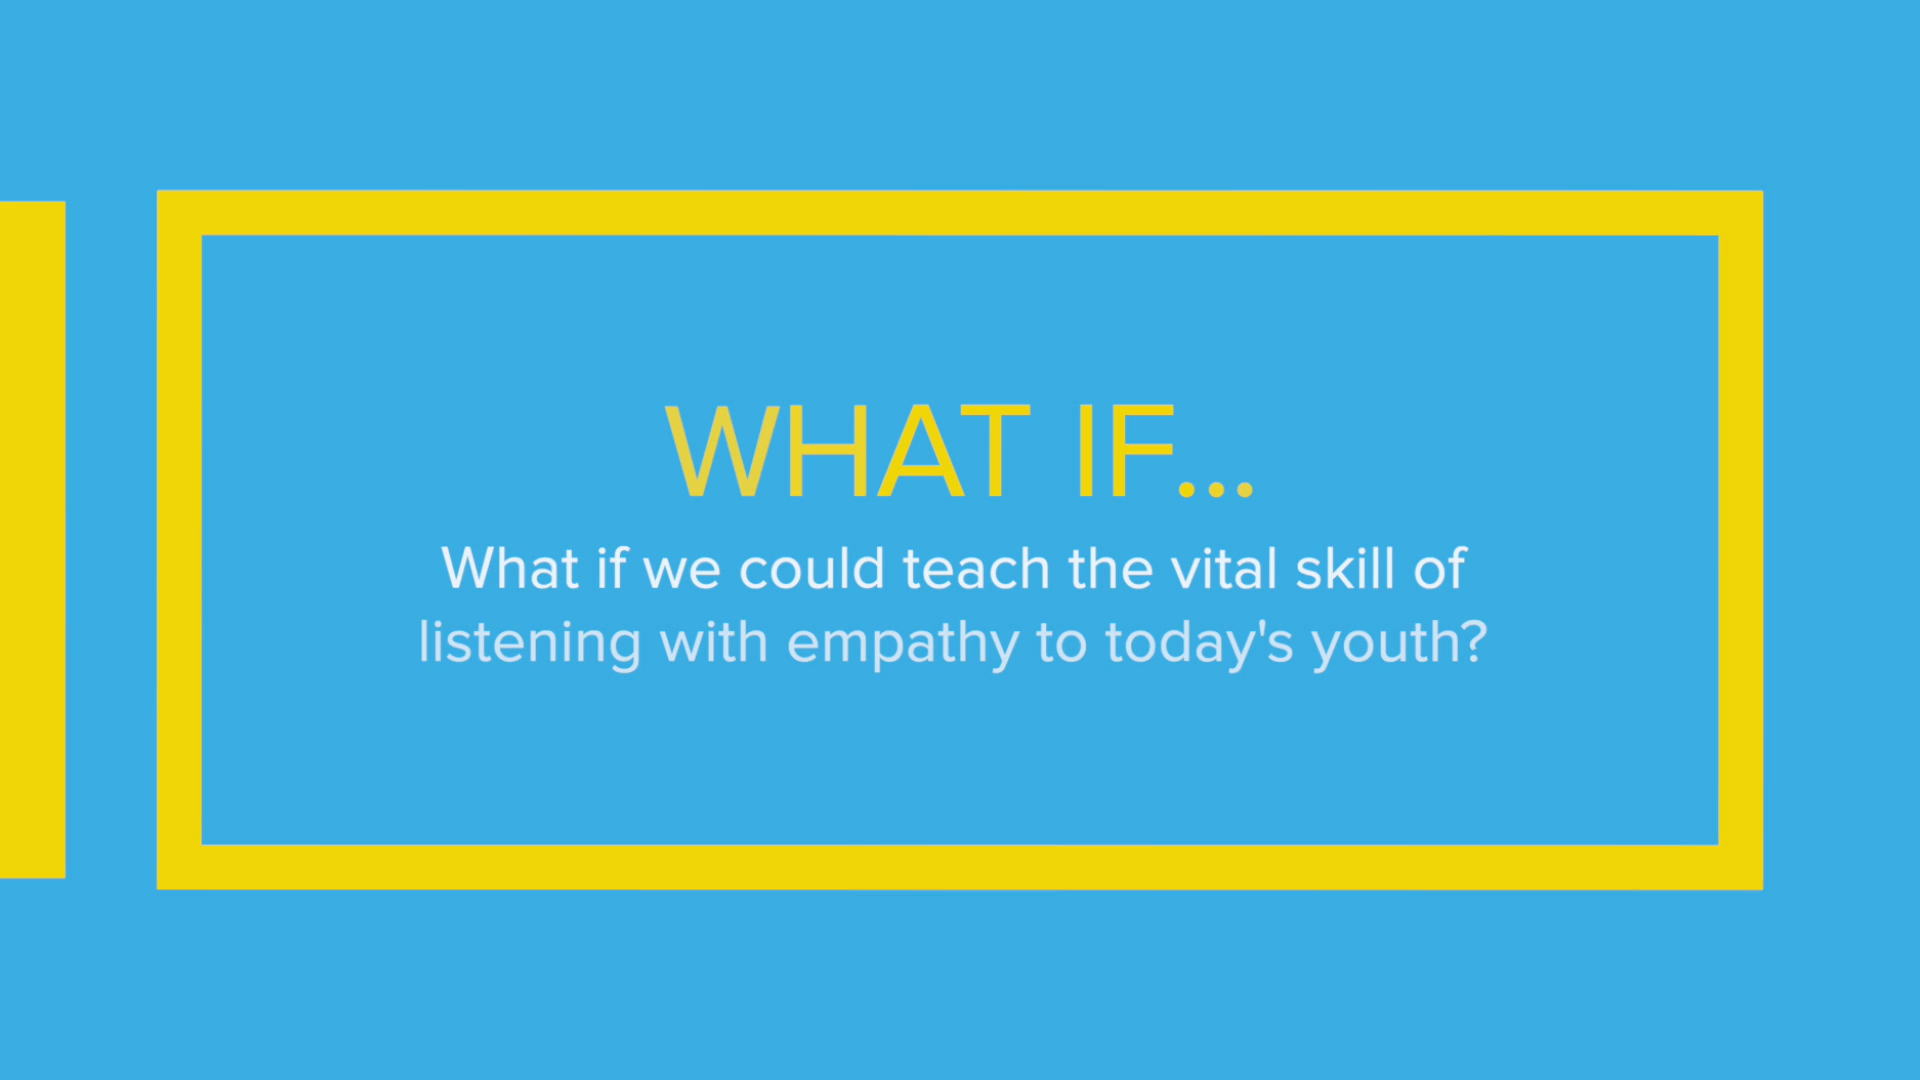 WHAT IF...
What if we could teach the vital skill of
listening with empathy to today's youth?